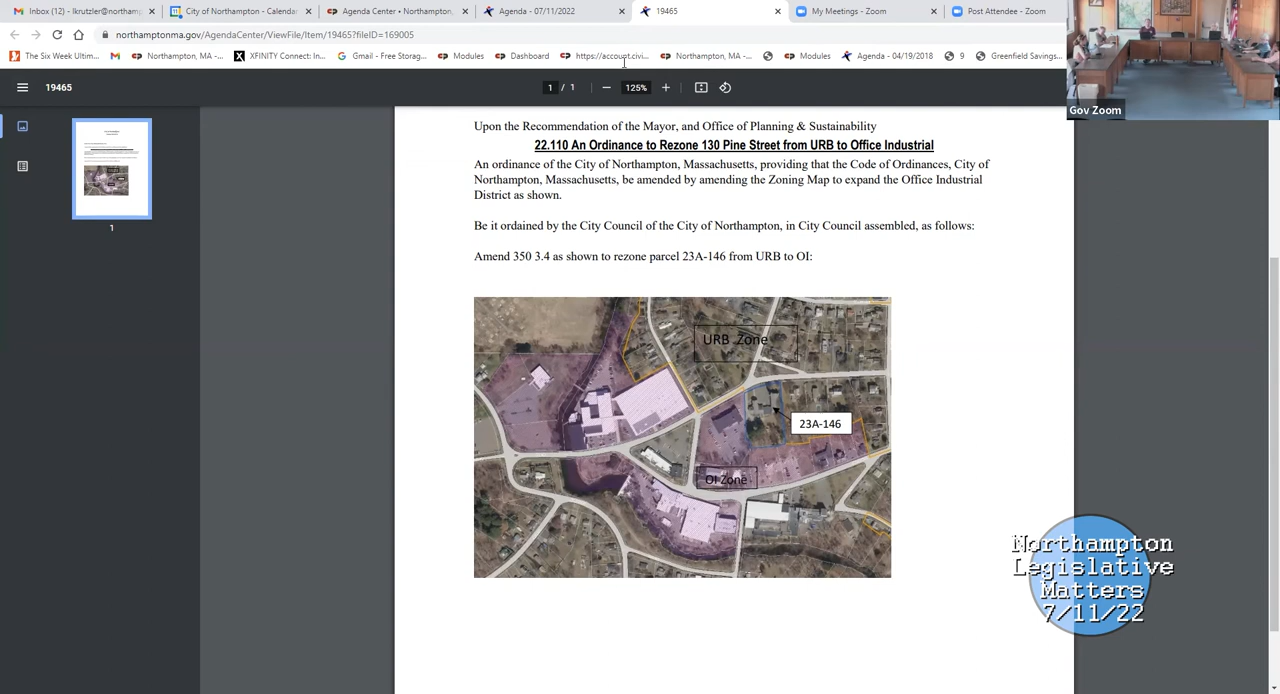 Inbox (12) - lkrutzler@northam
City of Northampton - Calenda
Agenda Center • Northampton,
Agenda - 07/11/2022
19465
My Meetings - Zoom
Post Attendee - Zoom
northamptonma.gov/AgendaCenter/ViewFile/Item/19465?fileID=169005
The Six Week Ultim...
Northampton, MA -...
XFINITY Connect: In...
Gmail - Free Storag...
Modules
Dashboard
https://account.civi...
Northampton, MA -...
Modules
Agenda - 04/19/2018
9
Greenfield Savings...
Gov Zoom
19465
1 / 1
125%
Upon the Recommendation of the Mayor, and Office of Planning & Sustainability
22.110 An Ordinance to Rezone 130 Pine Street from URB to Office Industrial
An ordinance of the City of Northampton, Massachusetts, providing that the Code of Ordinances, City of
Northampton, Massachusetts, be amended by amending the Zoning Map to expand the Office Industrial
District as shown.
Be it ordained by the City Council of the City of Northampton, in City Council assembled, as follows:
Amend 350 3.4 as shown to rezone parcel 23A-146 from URB to OI:
URB Zone
23A-146
OI Zone
1
Northampton
Legislative
Matters
7/11/22